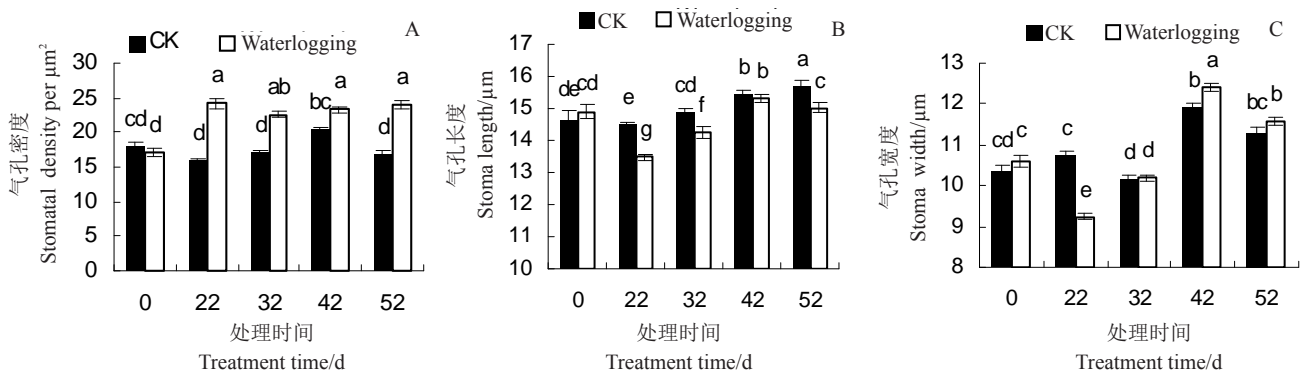 CK Waterlogging A
气孔密度
Stomatal density per μm²
30
25
20
15
10
5
0
cd d d a d ab bc a d a
0 22 32 42 52
处理时间
Treatment time/d
CK Waterlogging B
气孔长度
Stoma length/μm
17
16
15
14
13
12
11
10
de cd e g cd f b b a c
0 22 32 42 52
处理时间
Treatment time/d
CK Waterlogging C
气孔宽度
Stoma width/μm
13
12
11
10
9
8
cd c c e d d b a bc b
0 22 32 42 52
处理时间
Treatment time/d